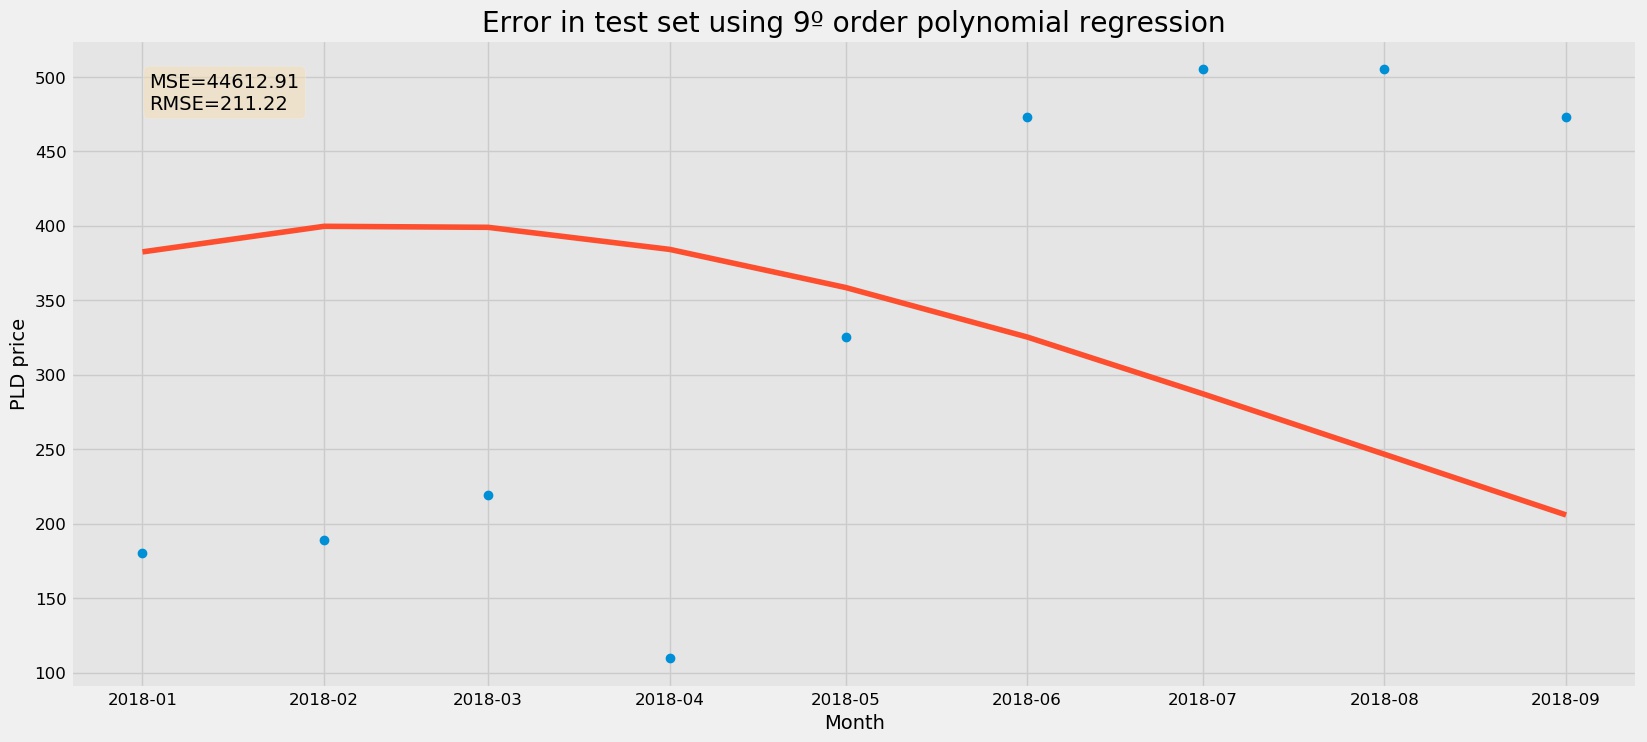 Error in test set using 9º order polynomial regression
MSE=44612.91
RMSE=211.22
500
450
400
350
300
250
200
150
100
PLD price
2018-01 2018-02 2018-03 2018-04 2018-05 2018-06 2018-07 2018-08 2018-09
Month